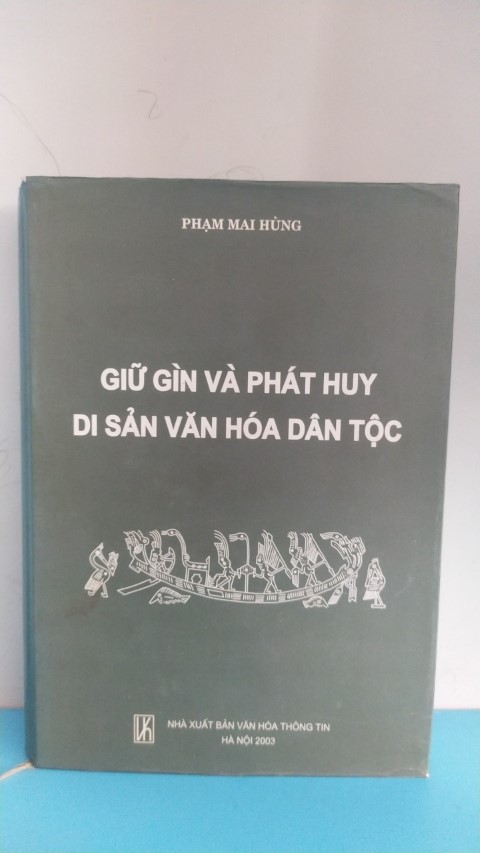 PHẠM MAI HÙNG
GIỮ GÌN VÀ PHÁT HUY
DI SẢN VĂN HÓA DÂN TỘC
NHÀ XUẤT BẢN VĂN HÓA THÔNG TIN
HÀ NỘI 2003